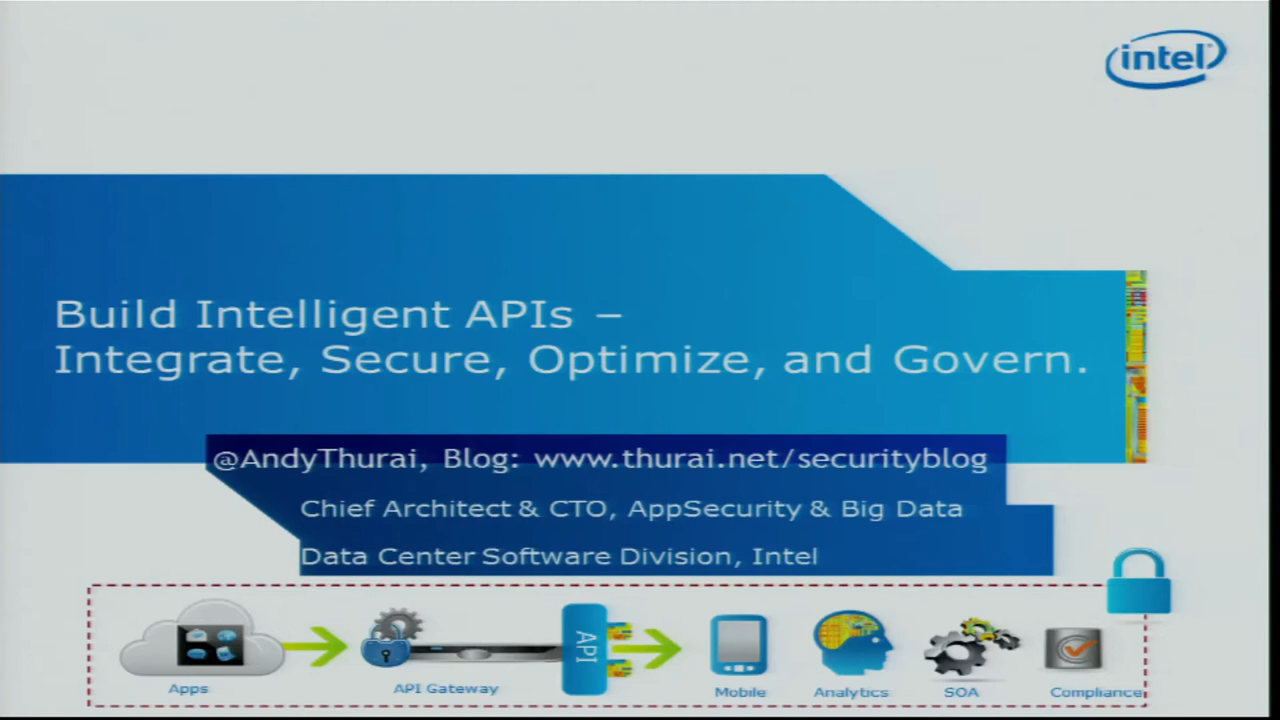 intel
Build Intelligent APIs –
Integrate, Secure, Optimize, and Govern.
@AndyThurai, Blog: www.thurai.net/securityblog
Chief Architect & CTO, AppSecurity & Big Data
Data Center Software Division, Intel
API
Apps
API Gateway
Mobile
Analytics
SOA
Compliance